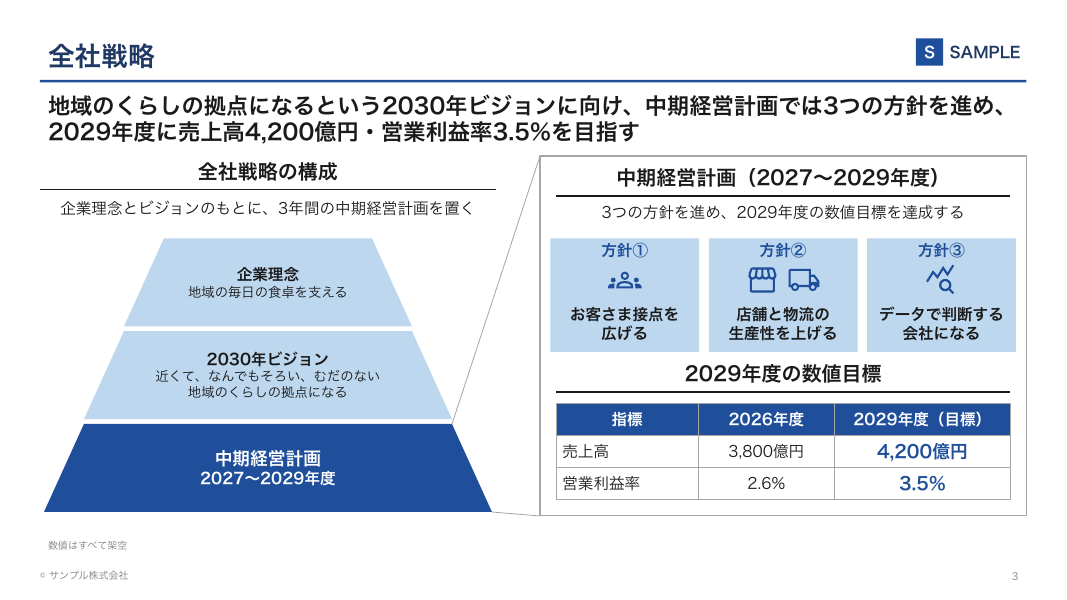 全社戦略
S SAMPLE
地域のくらしの拠点になるという2030年ビジョンに向け、中期経営計画では3つの方針を進め、
2029年度に売上高4,200億円・営業利益率3.5%を目指す
全社戦略の構成
企業理念とビジョンのもとに、3年間の中期経営計画を置く
企業理念
地域の毎日の食卓を支える
2030年ビジョン
近くて、なんでもそろい、むだのない
地域のくらしの拠点になる
中期経営計画
2027〜2029年度
中期経営計画（2027〜2029年度）
3つの方針を進め、2029年度の数値目標を達成する
方針①
お客さま接点を
広げる
方針②
店舗と物流の
生産性を上げる
方針③
データで判断する
会社になる
2029年度の数値目標
指標 2026年度 2029年度（目標）
売上高 3,800億円 4,200億円
営業利益率 2.6% 3.5%
数値はすべて架空
© サンプル株式会社
3